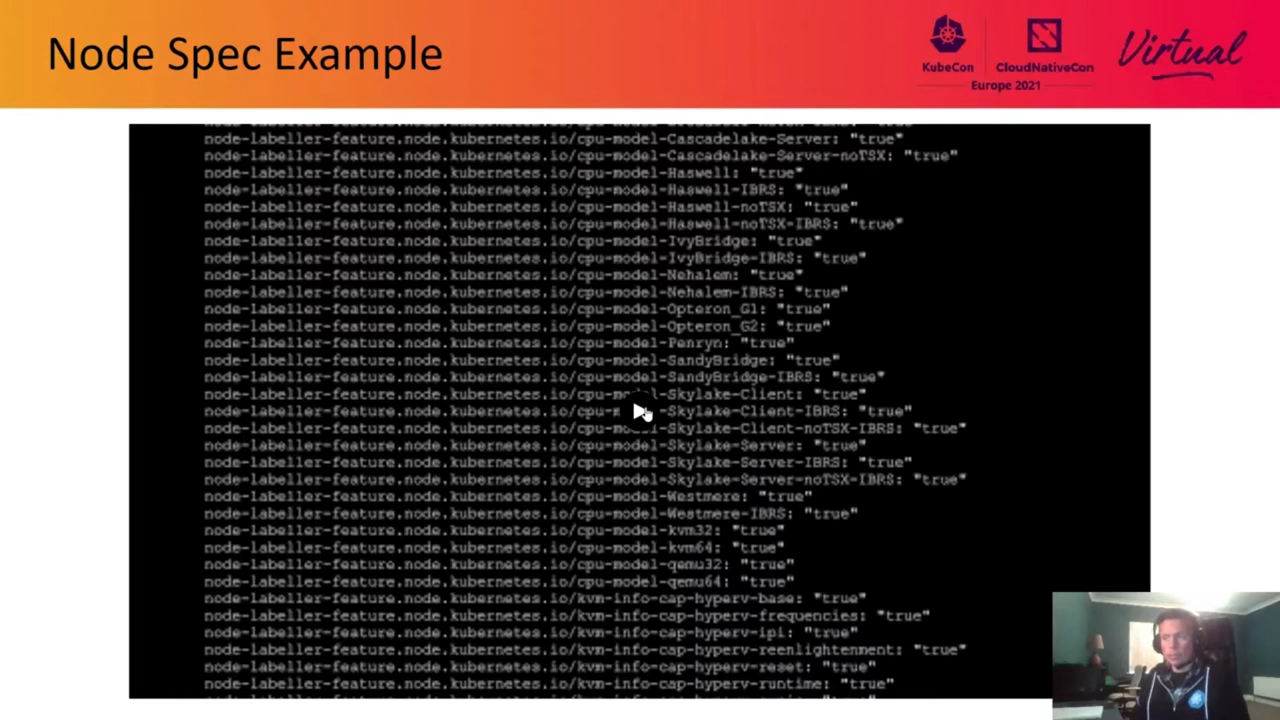 Node Spec Example
KubeCon
CloudNativeCon
Europe 2021
Virtual
node-labeller-feature.node.kubernetes.io/cpu-model-Cascadelake-Server: "true"
node-labeller-feature.node.kubernetes.io/cpu-model-Cascadelake-Server-noTSX: "true"
node-labeller-feature.node.kubernetes.io/cpu-model-Haswell: "true"
node-labeller-feature.node.kubernetes.io/cpu-model-Haswell-IBRS: "true"
node-labeller-feature.node.kubernetes.io/cpu-model-Haswell-noTSX: "true"
node-labeller-feature.node.kubernetes.io/cpu-model-Haswell-noTSX-IBRS: "true"
node-labeller-feature.node.kubernetes.io/cpu-model-IvyBridge: "true"
node-labeller-feature.node.kubernetes.io/cpu-model-IvyBridge-IBRS: "true"
node-labeller-feature.node.kubernetes.io/cpu-model-Nehalem: "true"
node-labeller-feature.node.kubernetes.io/cpu-model-Nehalem-IBRS: "true"
node-labeller-feature.node.kubernetes.io/cpu-model-Opteron_G1: "true"
node-labeller-feature.node.kubernetes.io/cpu-model-Opteron_G2: "true"
node-labeller-feature.node.kubernetes.io/cpu-model-Penryn: "true"
node-labeller-feature.node.kubernetes.io/cpu-model-SandyBridge: "true"
node-labeller-feature.node.kubernetes.io/cpu-model-SandyBridge-IBRS: "true"
node-labeller-feature.node.kubernetes.io/cpu-model-Skylake-Client: "true"
node-labeller-feature.node.kubernetes.io/cpu-model-Skylake-Client-IBRS: "true"
node-labeller-feature.node.kubernetes.io/cpu-model-Skylake-Client-noTSX-IBRS: "true"
node-labeller-feature.node.kubernetes.io/cpu-model-Skylake-Server: "true"
node-labeller-feature.node.kubernetes.io/cpu-model-Skylake-Server-IBRS: "true"
node-labeller-feature.node.kubernetes.io/cpu-model-Skylake-Server-noTSX-IBRS: "true"
node-labeller-feature.node.kubernetes.io/cpu-model-Westmere: "true"
node-labeller-feature.node.kubernetes.io/cpu-model-Westmere-IBRS: "true"
node-labeller-feature.node.kubernetes.io/cpu-model-kvm32: "true"
node-labeller-feature.node.kubernetes.io/cpu-model-kvm64: "true"
node-labeller-feature.node.kubernetes.io/cpu-model-qemu32: "true"
node-labeller-feature.node.kubernetes.io/cpu-model-qemu64: "true"
node-labeller-feature.node.kubernetes.io/kvm-info-cap-hyperv-base: "true"
node-labeller-feature.node.kubernetes.io/kvm-info-cap-hyperv-frequencies: "true"
node-labeller-feature.node.kubernetes.io/kvm-info-cap-hyperv-ipi: "true"
node-labeller-feature.node.kubernetes.io/kvm-info-cap-hyperv-reenlightenment: "true"
node-labeller-feature.node.kubernetes.io/kvm-info-cap-hyperv-reset: "true"
node-labeller-feature.node.kubernetes.io/kvm-info-cap-hyperv-runtime: "true"